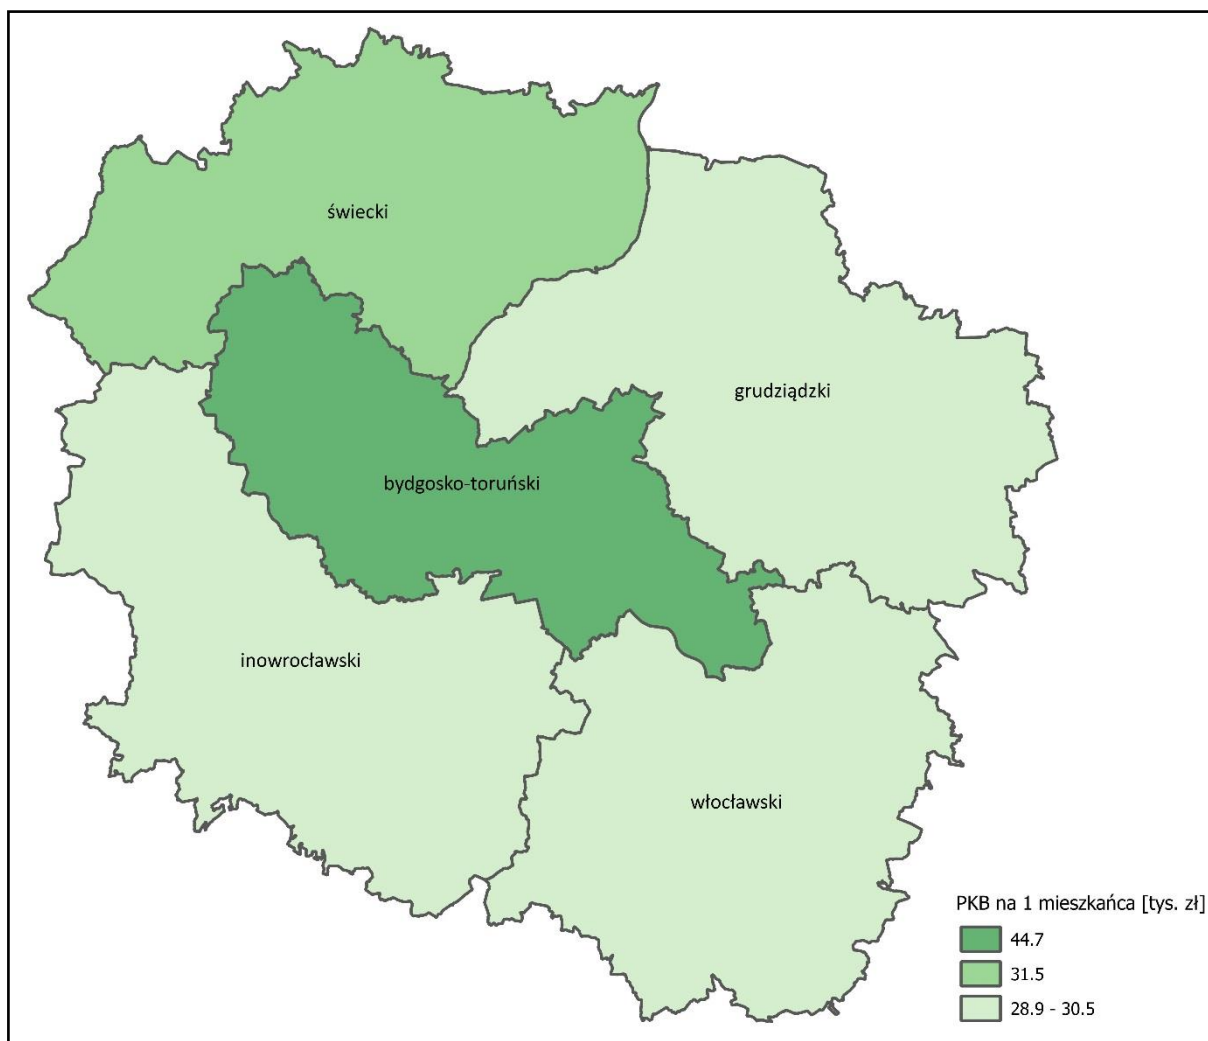 świecki
grudziądzki
bydgosko-toruński
inowrocławski
włocławski
PKB na 1 mieszkańca [tys. zł]
44.7
31.5
28.9 - 30.5